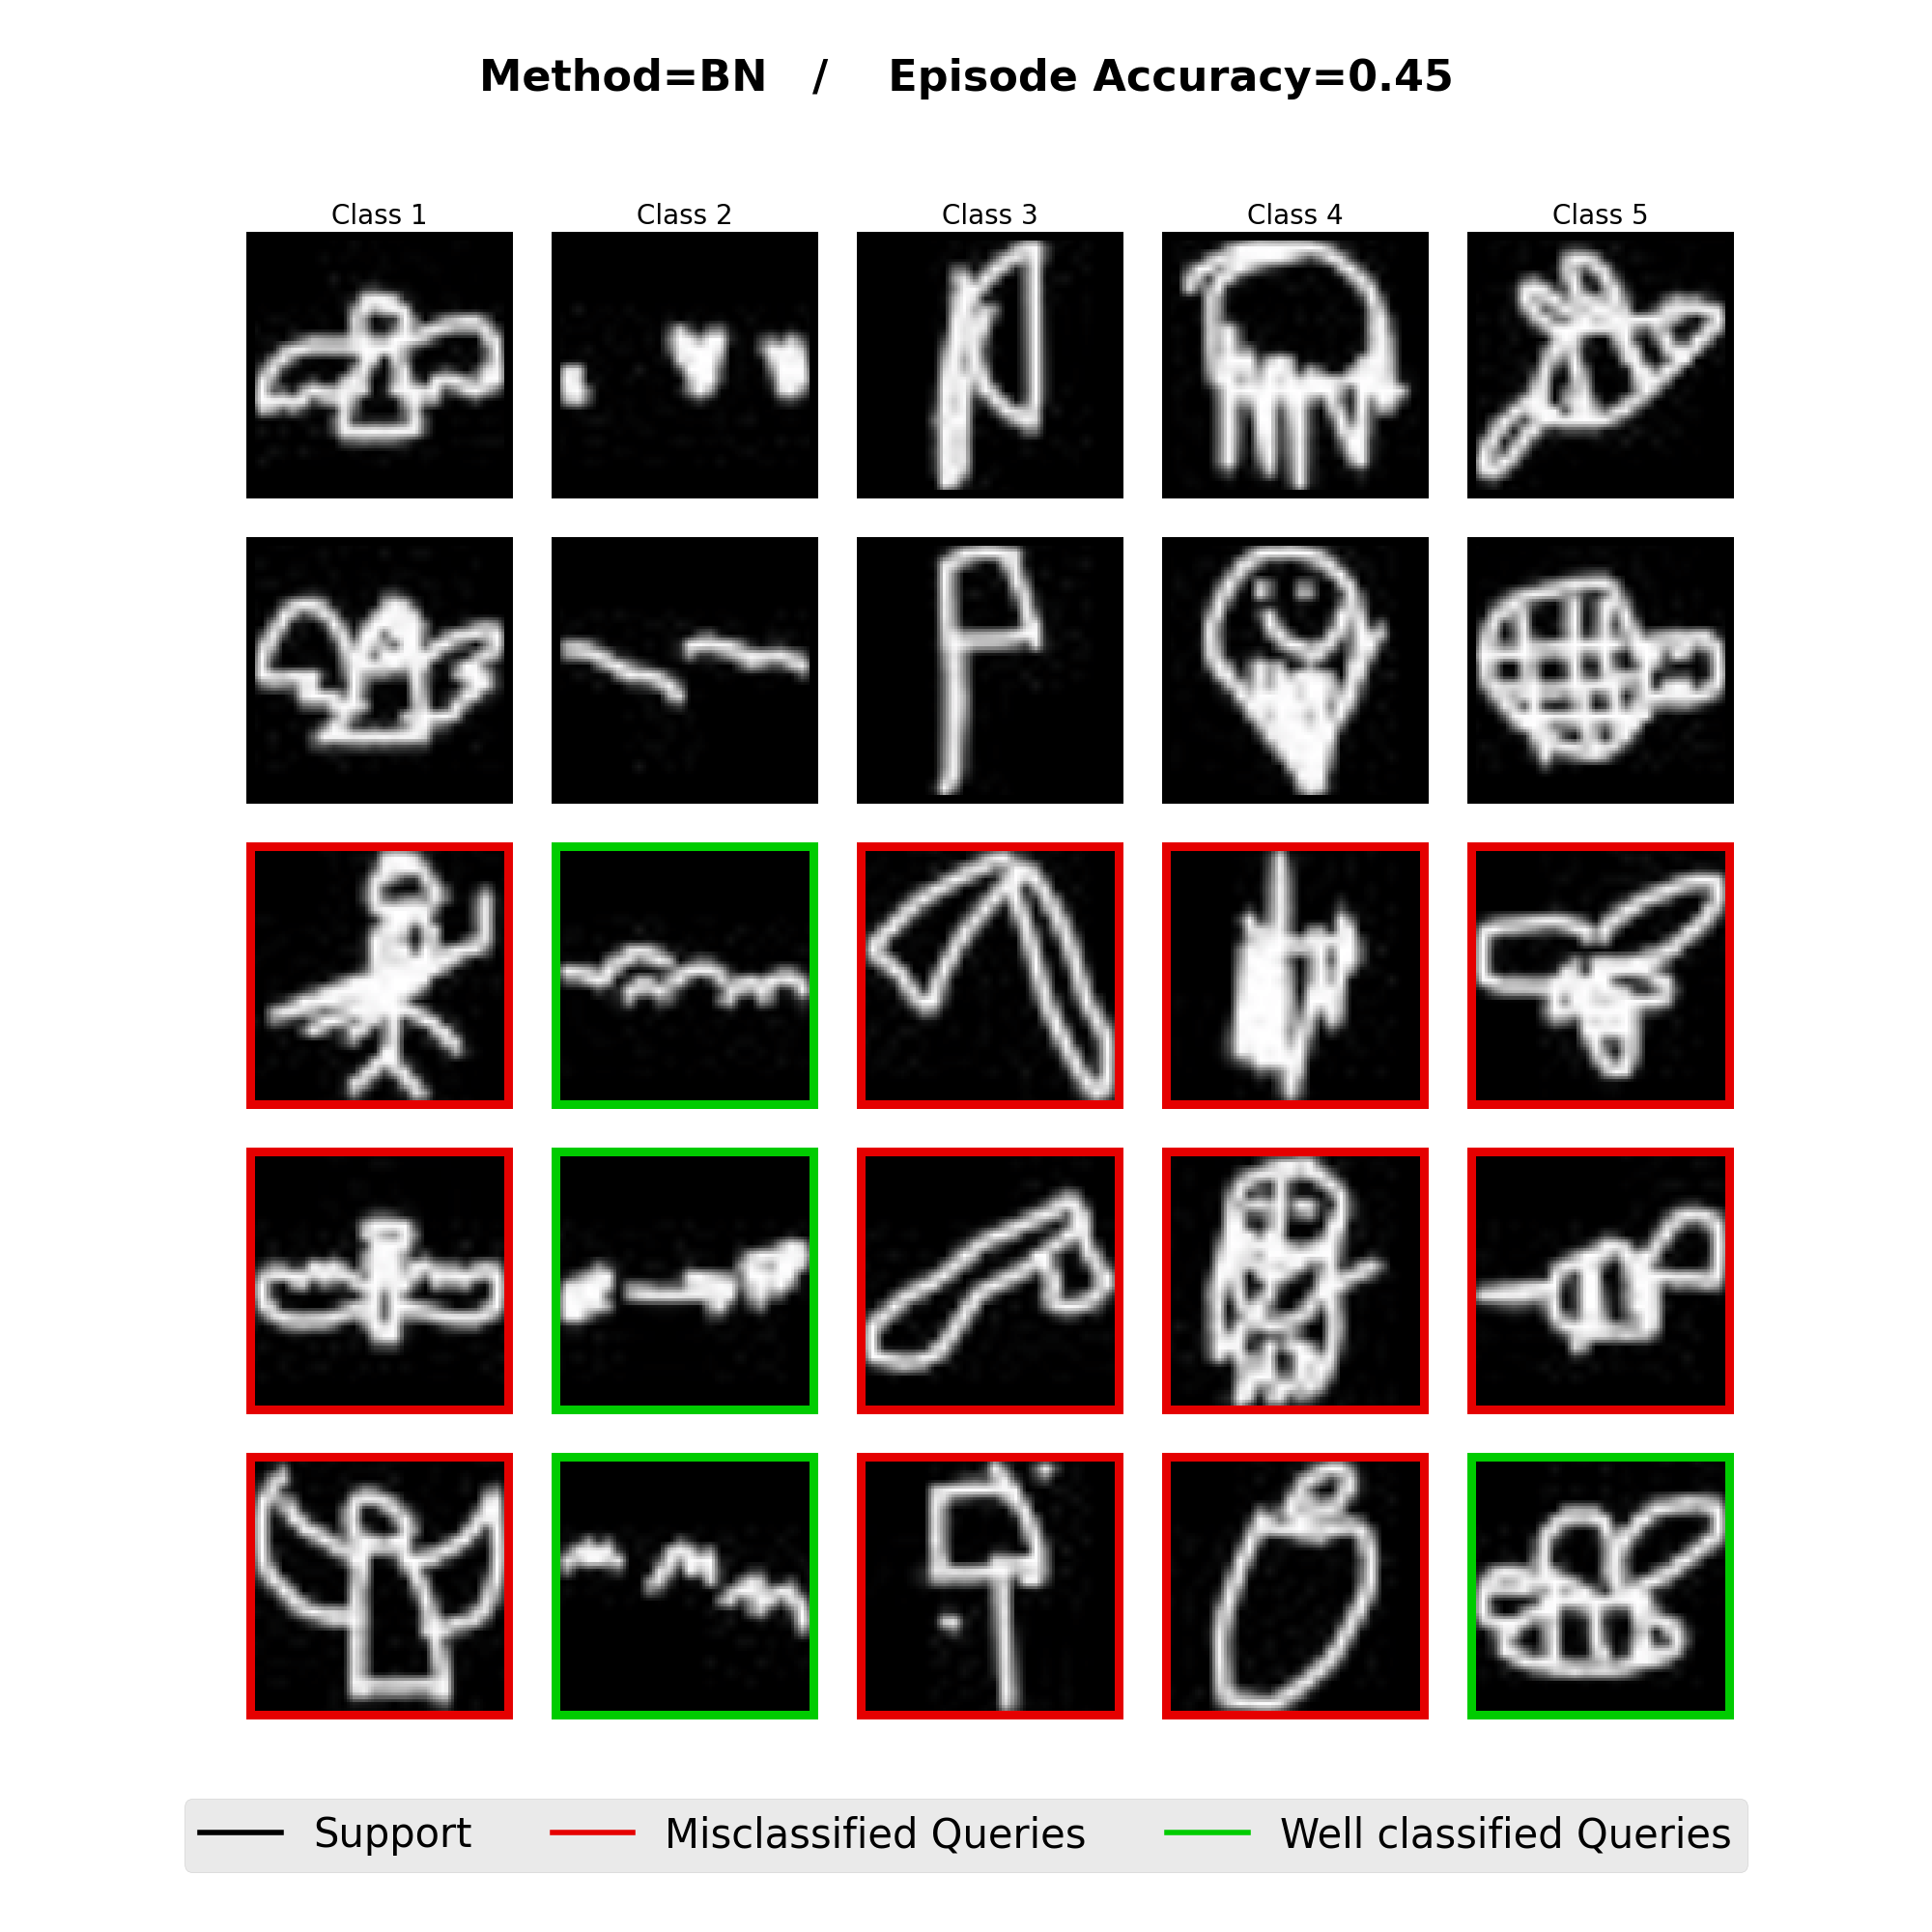 Method=BN / Episode Accuracy=0.45
Class 1 Class 2 Class 3 Class 4 Class 5
Support Misclassified Queries Well classified Queries